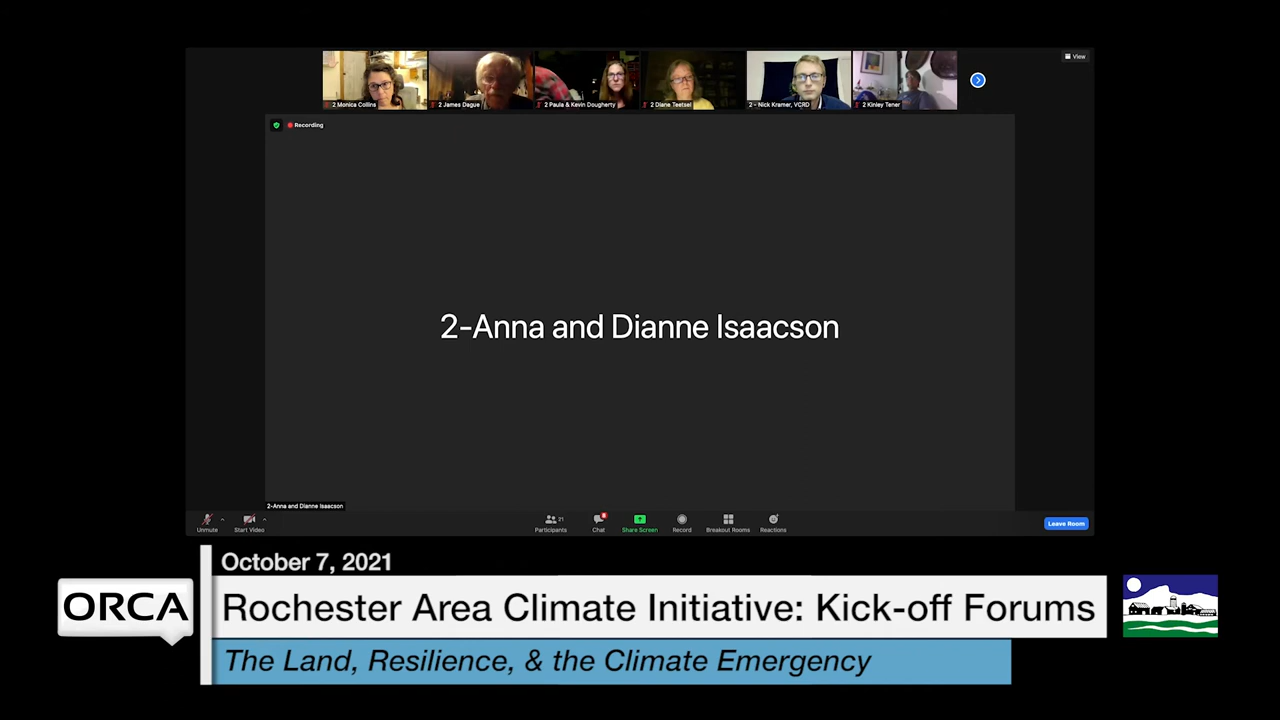 View
2 Monica Collins
2 James Dague
2 Paula & Kevin Dougherty
2 Diane Teetsel
2 - Nick Kramer, VCRD
2 Kinley Tener
Recording
2-Anna and Dianne Isaacson
2-Anna and Dianne Isaacson
Unmute
Start Video
Participants
21
Chat
8
Share Screen
Record
Breakout Rooms
Reactions
Leave Room
October 7, 2021
ORCA
Rochester Area Climate Initiative: Kick-off Forums
The Land, Resilience, & the Climate Emergency